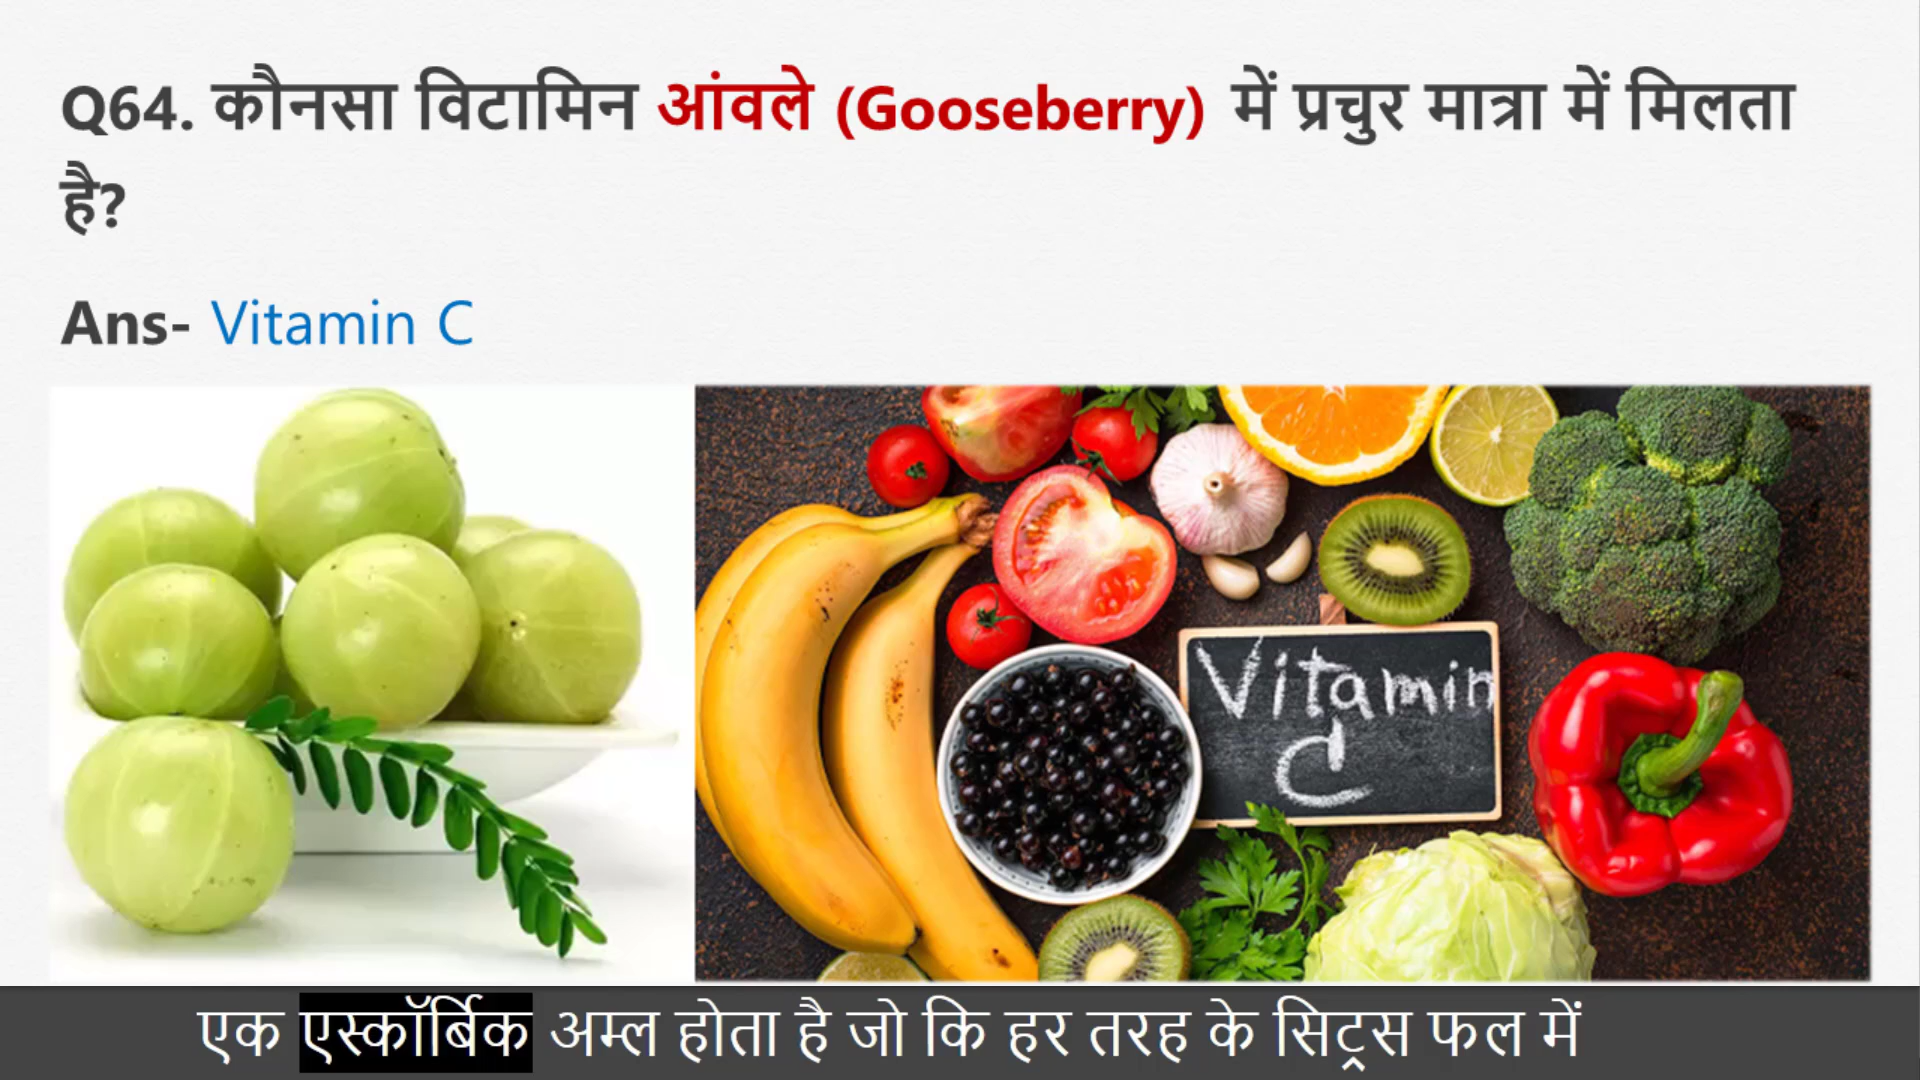 Q64. कौनसा विटामिन आंवले (Gooseberry) में प्रचुर मात्रा में मिलता
है?
Ans- Vitamin C
Vitamin
C
एक एस्कॉर्बिक अम्ल होता है जो कि हर तरह के सिट्रस फल में